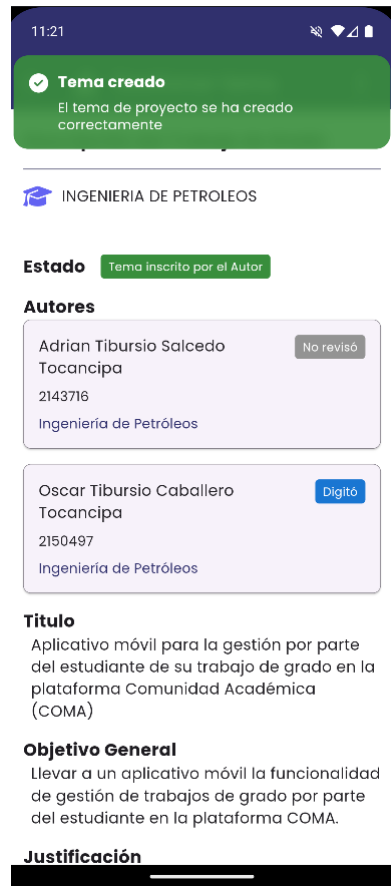 11:21
Tema creado
El tema de proyecto se ha creado
correctamente
INGENIERIA DE PETROLEOS
Estado
Tema inscrito por el Autor
Autores
Adrian Tibursio Salcedo
Tocancipa
No revisó
2143716
Ingeniería de Petróleos
Oscar Tibursio Caballero
Tocancipa
Digitó
2150497
Ingeniería de Petróleos
Titulo
Aplicativo móvil para la gestión por parte
del estudiante de su trabajo de grado en la
plataforma Comunidad Académica
(COMA)
Objetivo General
Llevar a un aplicativo móvil la funcionalidad
de gestión de trabajos de grado por parte
del estudiante en la plataforma COMA.
Justificación